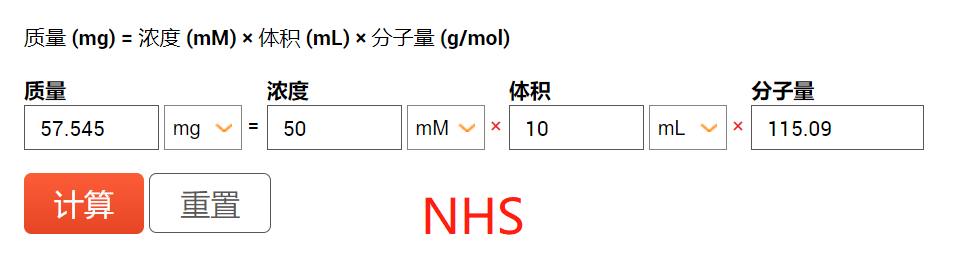 质量 (mg) = 浓度 (mM) × 体积 (mL) × 分子量 (g/mol)
质量 浓度 体积 分子量
57.545 mg = 50 mM × 10 mL × 115.09
计算 重置
NHS